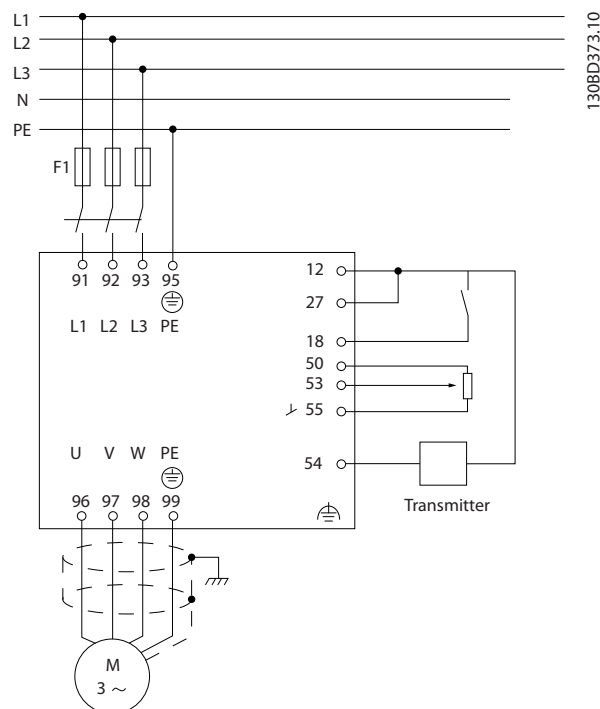 L1
L2
L3
N
PE
130BD373.10
F1
91 92 93 95
L1 L2 L3 PE
12
27
18
50
53
55
54
Transmitter
U V W PE
96 97 98 99
M
3 ~